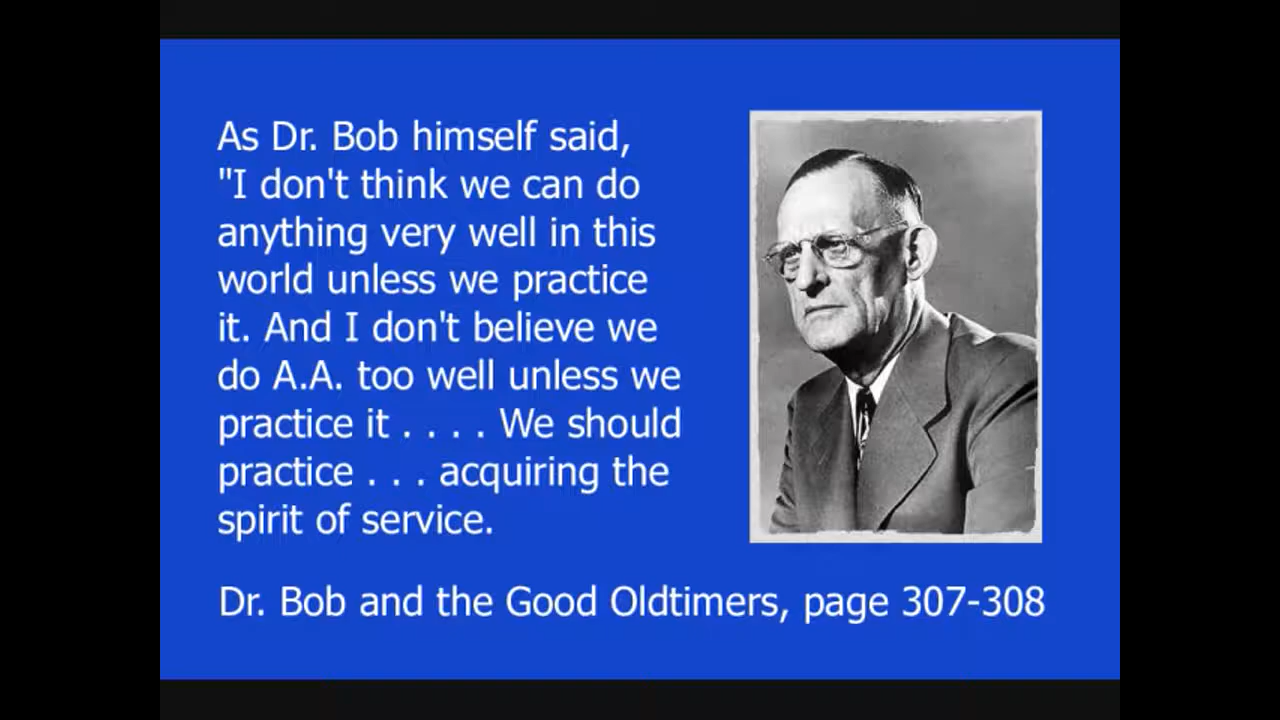 As Dr. Bob himself said,
"I don't think we can do
anything very well in this
world unless we practice
it. And I don't believe we
do A.A. too well unless we
practice it . . . . We should
practice . . . acquiring the
spirit of service.
Dr. Bob and the Good Oldtimers, page 307-308